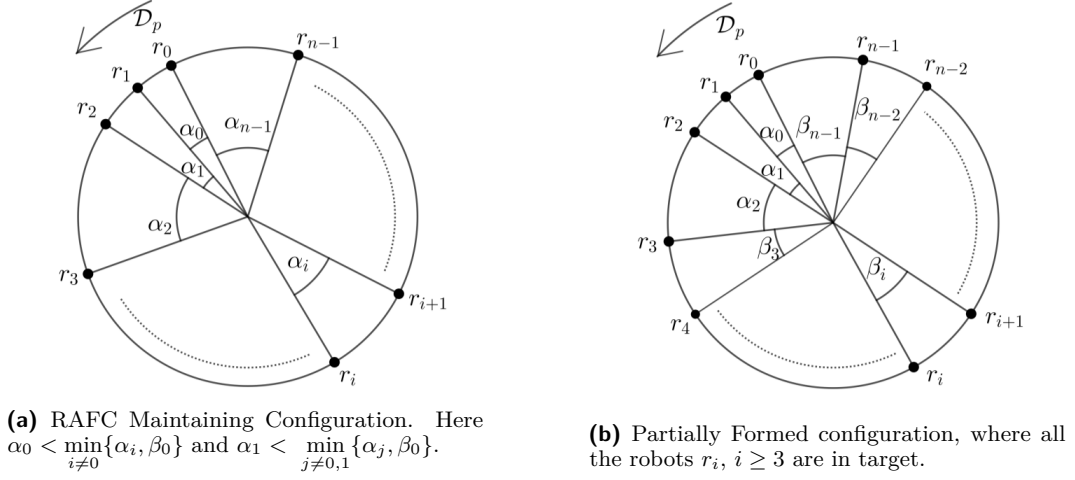 𝒟ₚ
r₀
rₙ₋₁
r₁
r₂
α₀
αₙ₋₁
α₁
α₂
r₃
αᵢ
rᵢ₊₁
rᵢ
(a) RAFC Maintaining Configuration. Here
α₀ < min_{i≠0}{αᵢ, β₀} and α₁ < min_{j≠0,1}{αⱼ, β₀}.
𝒟ₚ
rₙ₋₁
r₀
rₙ₋₂
r₁
r₂
βₙ₋₂
βₙ₋₁
α₀
α₁
α₂
r₃
β₃
βᵢ
r₄
rᵢ₊₁
rᵢ
(b) Partially Formed configuration, where all
the robots rᵢ, i ≥ 3 are in target.